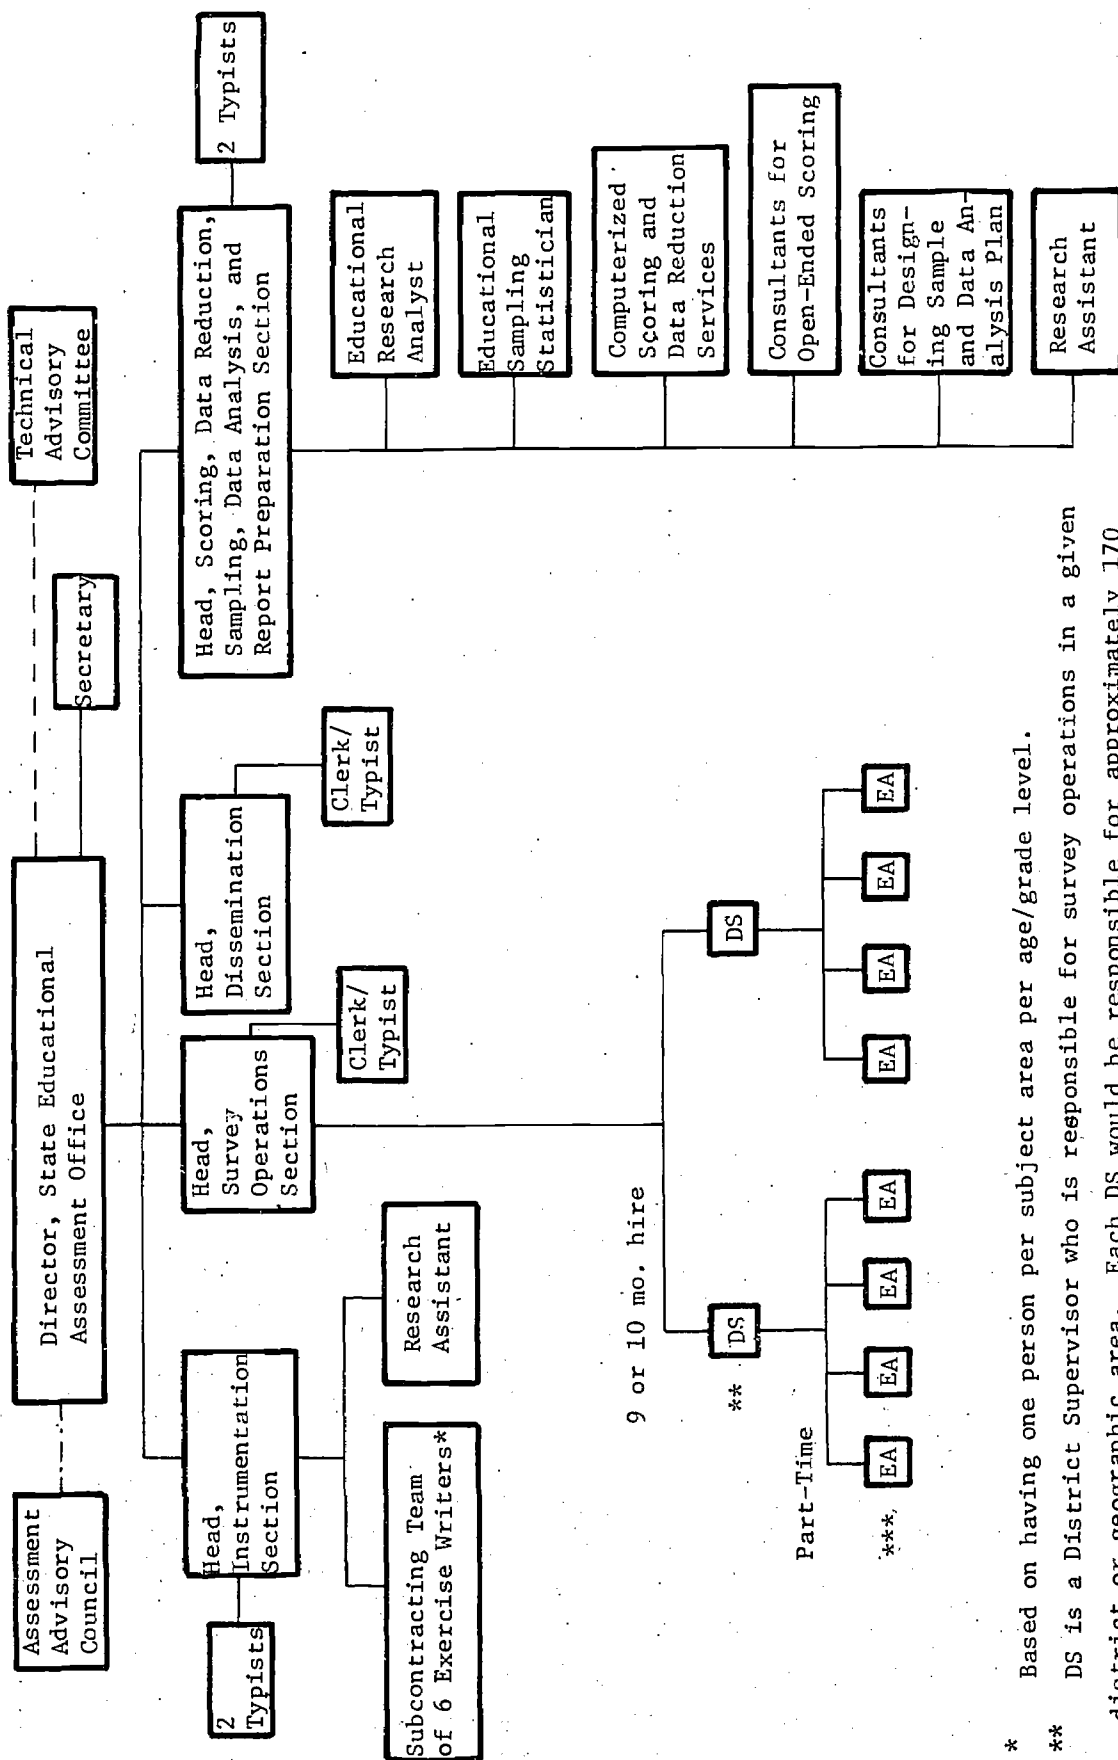 Assessment
Advisory
Council
Director, State Educational
Assessment Office
Technical
Advisory
Committee
Secretary
2
Typists
Head,
Instrumentation
Section
Head,
Survey
Operations
Section
Clerk/
Typist
Head,
Dissemination
Section
Clerk/
Typist
Head, Scoring, Data Reduction,
Sampling, Data Analysis, and
Report Preparation Section
2 Typists
Subcontracting Team
of 6 Exercise Writers*
Research
Assistant
Educational
Research
Analyst
Educational
Sampling
Statistician
Computerized
Scoring and
Data Reduction
Services
Consultants for
Open-Ended Scoring
Consultants
for Design-
ing Sample
and Data An-
alysis Plan
Research
Assistant
9 or 10 mo. hire
**
DS
DS
Part-Time
***
EA
EA
EA
EA
EA
EA
EA
EA
* Based on having one person per subject area per age/grade level.
** DS is a District Supervisor who is responsible for survey operations in a given
district or geographic area. Each DS would be responsible for approximately 170